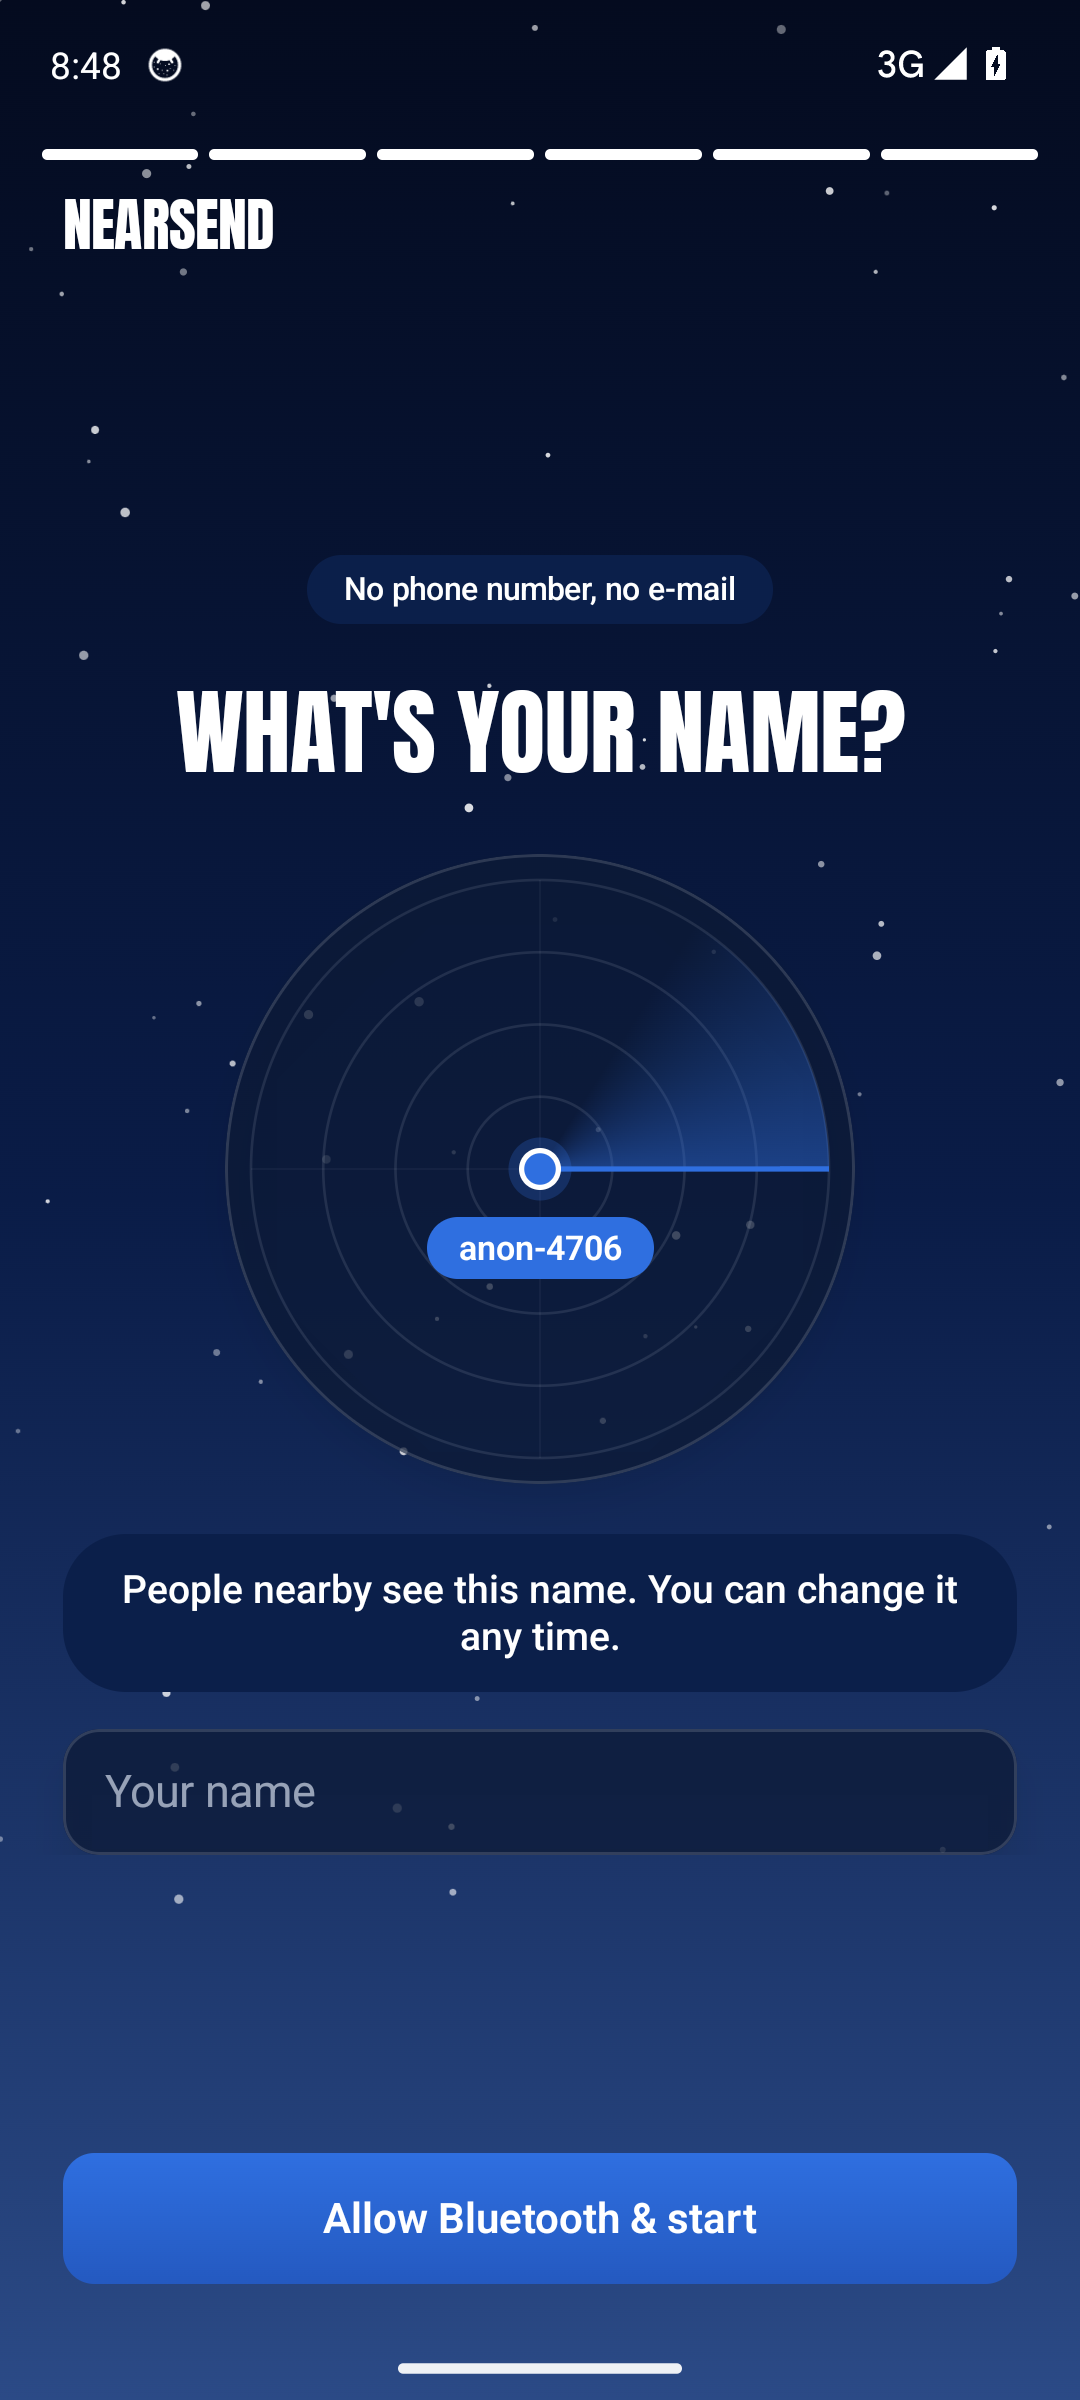 8:48
3G
NEARSEND
No phone number, no e-mail
WHAT'S YOUR NAME?
anon-4706
People nearby see this name. You can change it
any time.
Your name
Allow Bluetooth & start